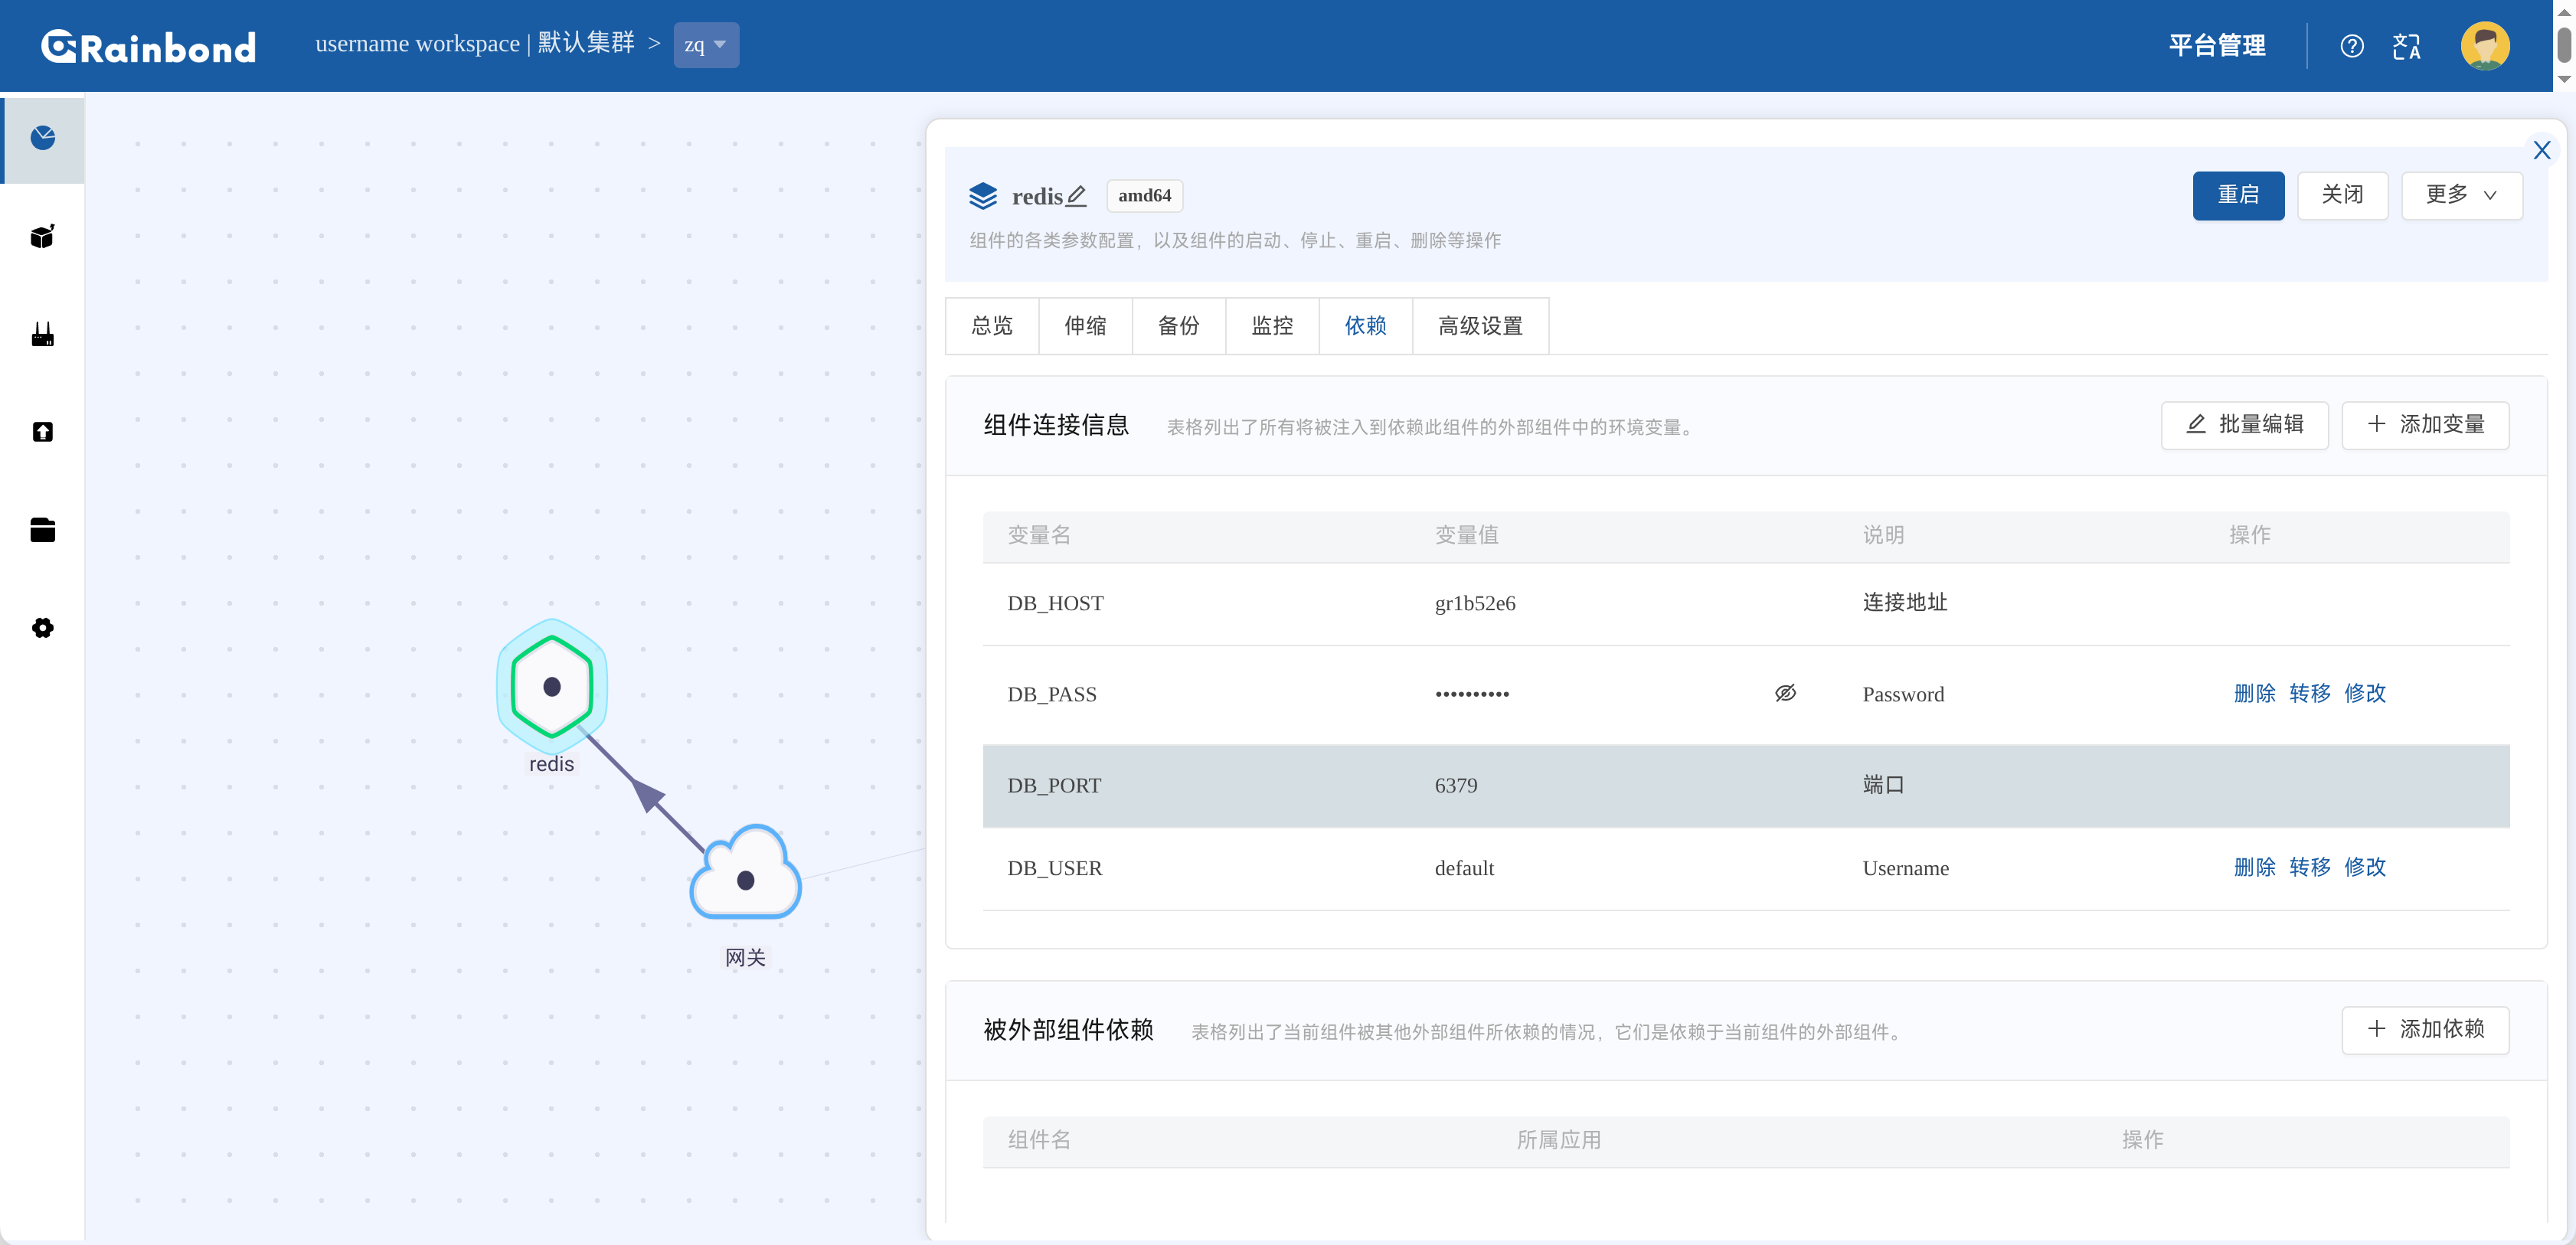 Rainbond
username workspace | 默认集群 > zq
平台管理
文A
redis
amd64
重启
关闭
更多
组件的各类参数配置，以及组件的启动、停止、重启、删除等操作
总览 伸缩 备份 监控 依赖 高级设置
组件连接信息
表格列出了所有将被注入到依赖此组件的外部组件中的环境变量。
批量编辑
添加变量
变量名 变量值 说明 操作
DB_HOST gr1b52e6 连接地址
DB_PASS •••••••••• Password 删除 转移 修改
DB_PORT 6379 端口
DB_USER default Username 删除 转移 修改
被外部组件依赖
表格列出了当前组件被其他外部组件所依赖的情况，它们是依赖于当前组件的外部组件。
添加依赖
组件名 所属应用 操作
redis
网关